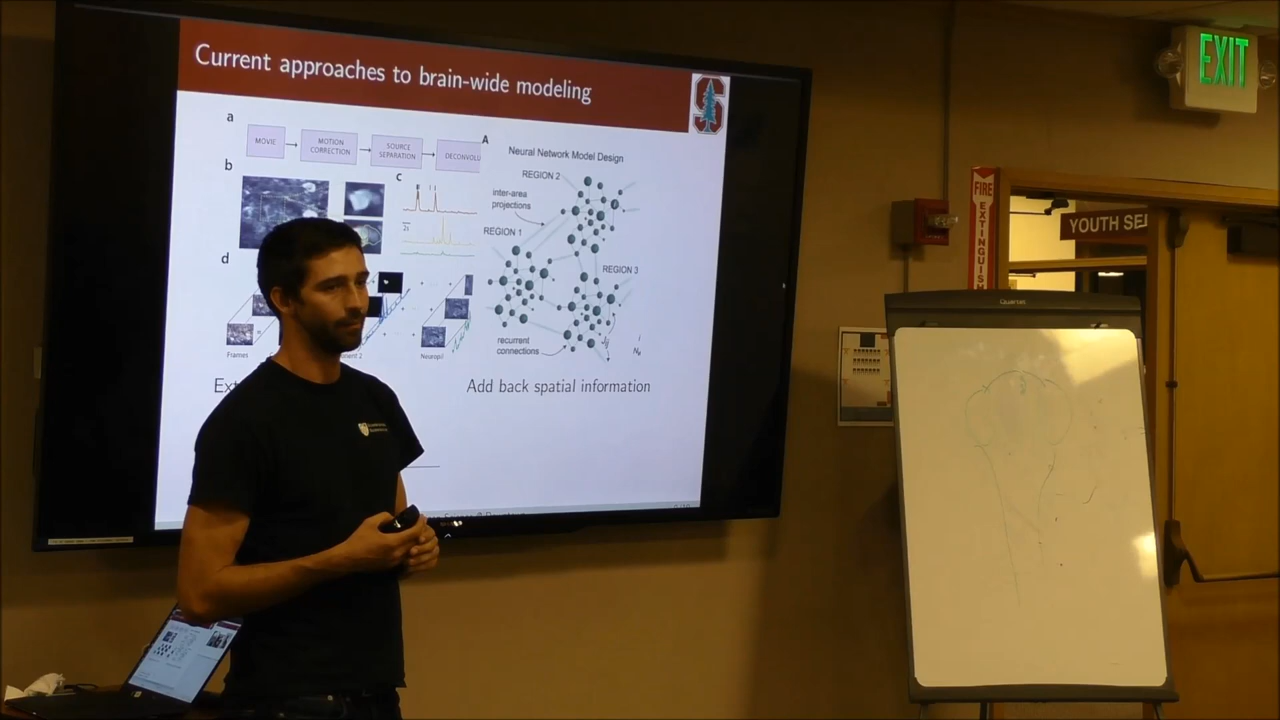 Current approaches to brain-wide modeling
EXIT
a
MOVIE
MOTION
CORRECTION
SOURCE
SEPARATION
DECONVOLU
A
Neural Network Model Design
b
c
REGION 2
inter-area
projections
REGION 1
REGION 3
d
recurrent
connections
Frames
Neuropil
Ext
Add back spatial information
FIRE
EXTINGUIS
YOUTH SE
Quartet